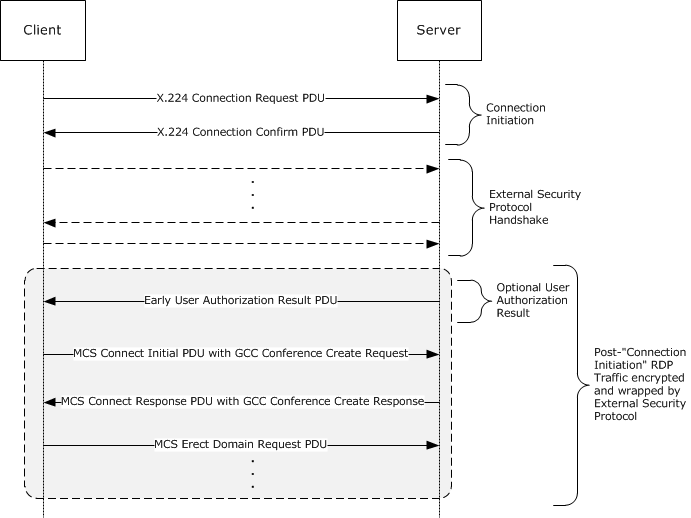 Client
Server
X.224 Connection Request PDU
X.224 Connection Confirm PDU
Connection
Initiation
External Security
Protocol
Handshake
Optional User
Authorization
Result
Early User Authorization Result PDU
MCS Connect Initial PDU with GCC Conference Create Request
Post-"Connection
Initiation" RDP
Traffic encrypted
and wrapped by
External Security
Protocol
MCS Connect Response PDU with GCC Conference Create Response
MCS Erect Domain Request PDU